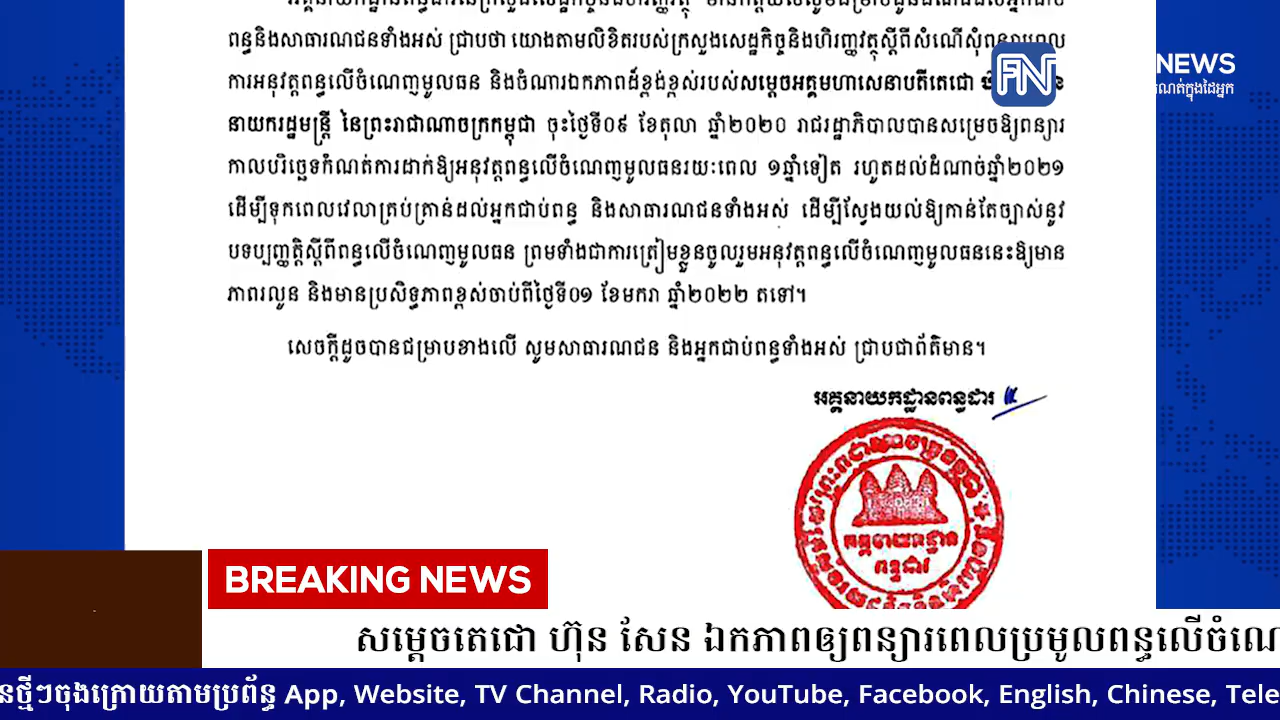 ពន្ធនិងសាធារណជនទាំងអស់ ជ្រាបថា យោងតាមលិខិតរបស់ក្រសួងសេដ្ឋកិច្ចនិងហិរញ្ញវត្ថុស្តីពីសំណើសុំពន្យារពេល
ការអនុវត្តពន្ធលើចំណេញមូលធន និងចំណារឯកភាពដ៏ខ្ពង់ខ្ពស់របស់សម្តេចអគ្គមហាសេនាបតីតេជោ
នាយករដ្ឋមន្ត្រី នៃព្រះរាជាណាចក្រកម្ពុជា ចុះថ្ងៃទី០៩ ខែតុលា ឆ្នាំ២០២០ រាជរដ្ឋាភិបាលបានសម្រេចឱ្យពន្យារ
កាលបរិច្ឆេទកំណត់ការដាក់ឱ្យអនុវត្តពន្ធលើចំណេញមូលធនរយៈពេល ១ឆ្នាំទៀត រហូតដល់ដំណាច់ឆ្នាំ២០២១
ដើម្បីទុកពេលវេលាគ្រប់គ្រាន់ដល់អ្នកជាប់ពន្ធ និងសាធារណជនទាំងអស់ ដើម្បីស្វែងយល់ឱ្យកាន់តែច្បាស់នូវ
បទប្បញ្ញត្តិស្តីពីពន្ធលើចំណេញមូលធន ព្រមទាំងជាការត្រៀមខ្លួនចូលរួមអនុវត្តពន្ធលើចំណេញមូលធននេះឱ្យមាន
ភាពរលូន និងមានប្រសិទ្ធភាពខ្ពស់ចាប់ពីថ្ងៃទី០១ ខែមករា ឆ្នាំ២០២២ តទៅ។
សេចក្តីដូចបានជម្រាបខាងលើ សូមសាធារណជន និងអ្នកជាប់ពន្ធទាំងអស់ ជ្រាបជាព័ត៌មាន។
អគ្គនាយកដ្ឋានពន្ធដារ
FN
NEWS
BREAKING NEWS
សម្តេចតេជោ ហ៊ុន សែន ឯកភាពឲ្យពន្យារពេលប្រមូលពន្ធលើចំណេ
នថ្មីៗចុងក្រោយតាមប្រព័ន្ធ App, Website, TV Channel, Radio, YouTube, Facebook, English, Chinese, Tele